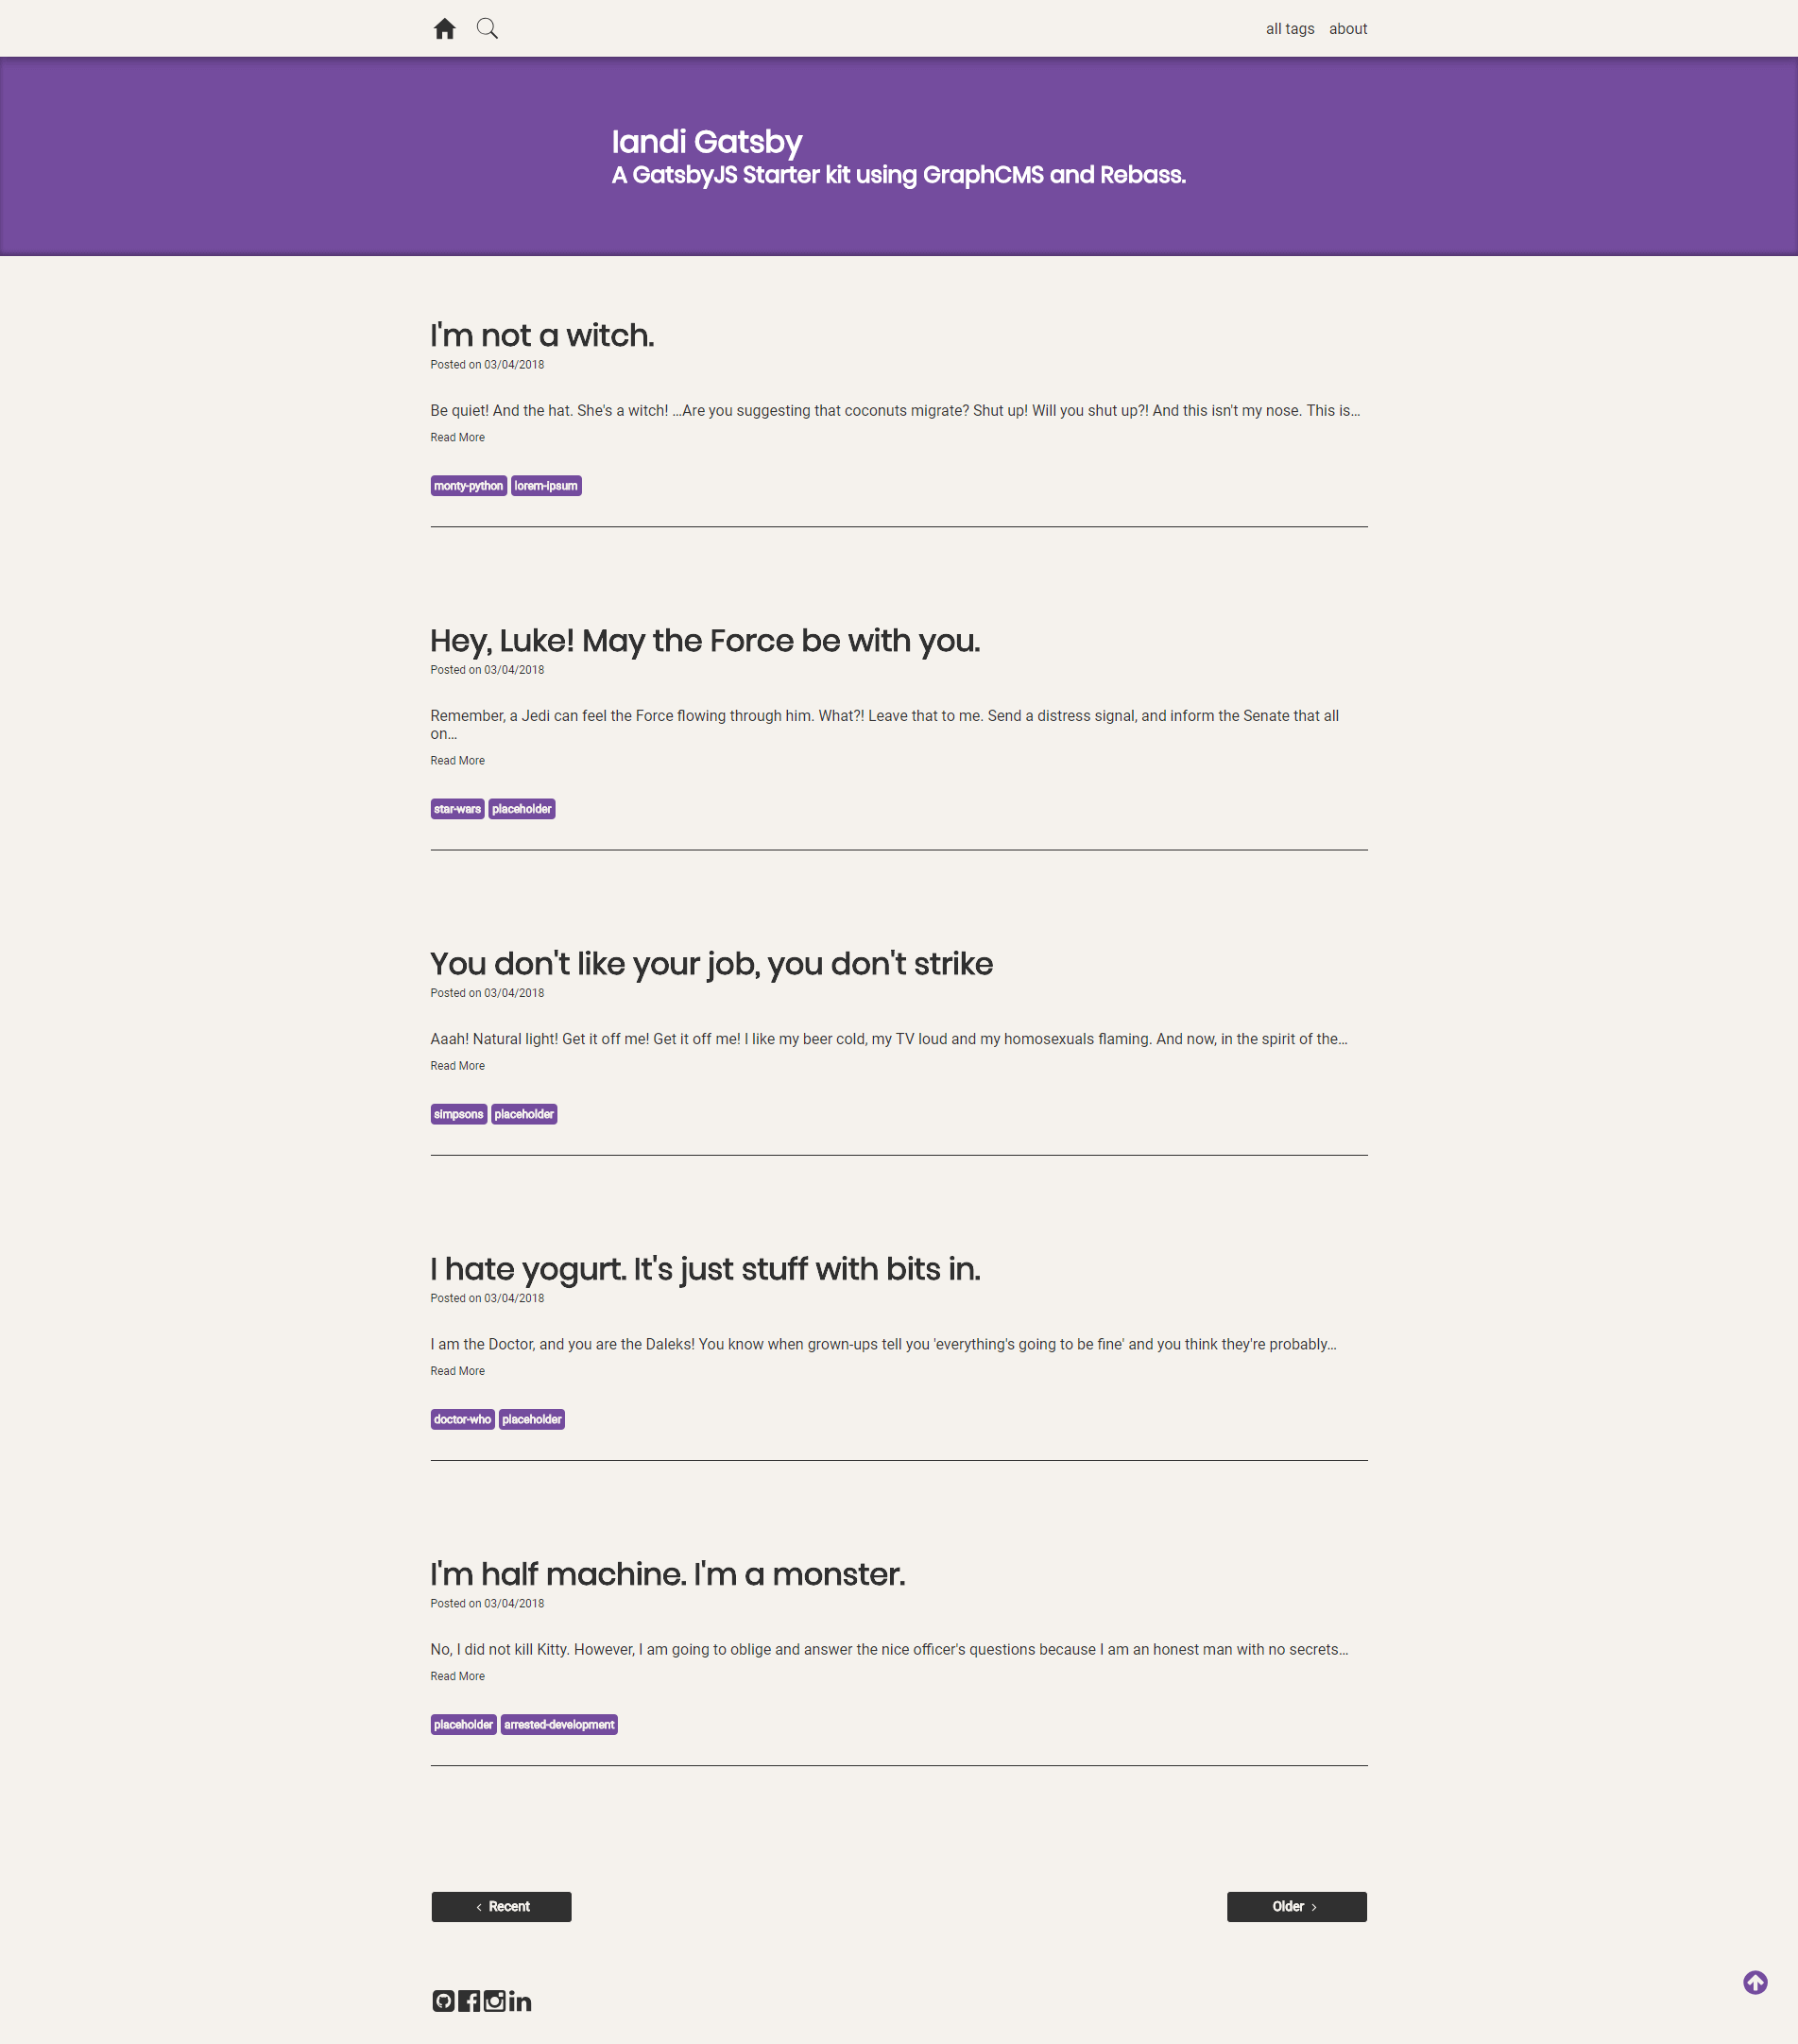 all tags about
Iandi Gatsby
A GatsbyJS Starter kit using GraphCMS and Rebass.
I'm not a witch.
Posted on 03/04/2018
Be quiet! And the hat. She's a witch! …Are you suggesting that coconuts migrate? Shut up! Will you shut up?! And this isn't my nose. This is…
Read More
monty-python lorem-ipsum
Hey, Luke! May the Force be with you.
Posted on 03/04/2018
Remember, a Jedi can feel the Force flowing through him. What?! Leave that to me. Send a distress signal, and inform the Senate that all
on…
Read More
star-wars placeholder
You don't like your job, you don't strike
Posted on 03/04/2018
Aaah! Natural light! Get it off me! Get it off me! I like my beer cold, my TV loud and my homosexuals flaming. And now, in the spirit of the…
Read More
simpsons placeholder
I hate yogurt. It's just stuff with bits in.
Posted on 03/04/2018
I am the Doctor, and you are the Daleks! You know when grown-ups tell you 'everything's going to be fine' and you think they're probably…
Read More
doctor-who placeholder
I'm half machine. I'm a monster.
Posted on 03/04/2018
No, I did not kill Kitty. However, I am going to oblige and answer the nice officer's questions because I am an honest man with no secrets…
Read More
placeholder arrested-development
‹ Recent
Older ›